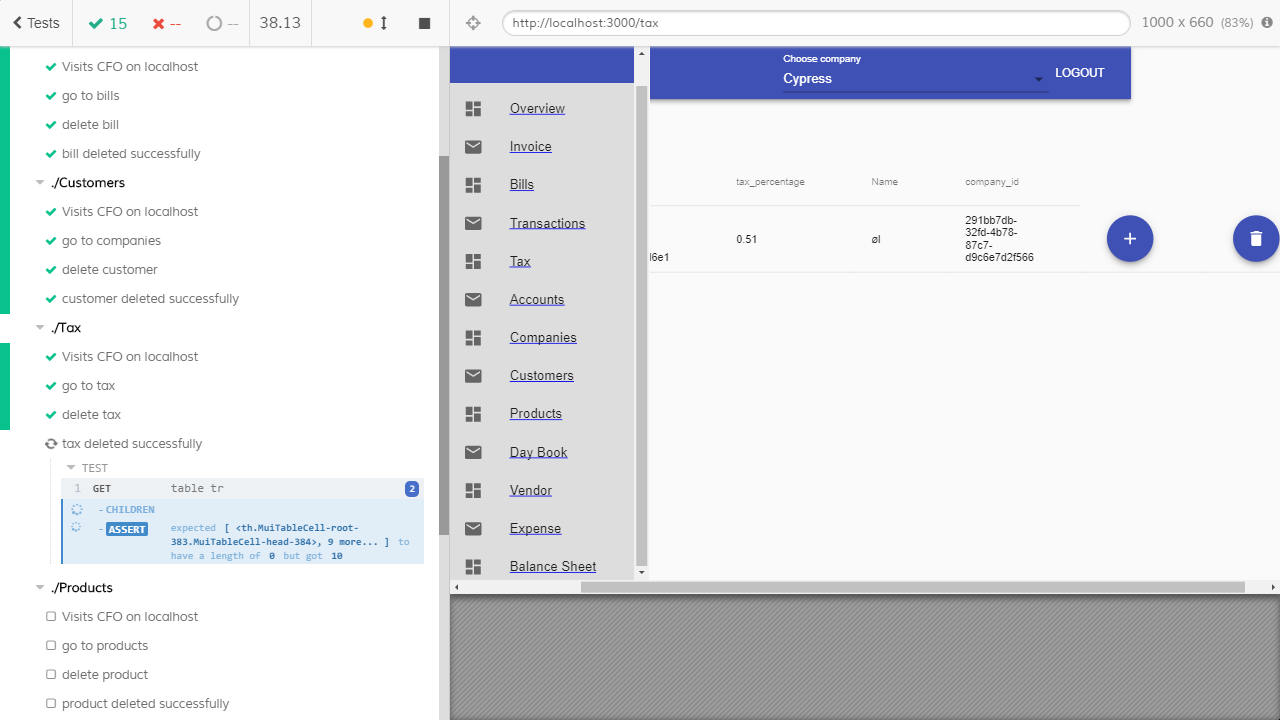 Tests
15
--
--
38.13
http://localhost:3000/tax
1000 x 660 (83%)
Visits CFO on localhost
go to bills
delete bill
bill deleted successfully
./Customers
Visits CFO on localhost
go to companies
delete customer
customer deleted successfully
./Tax
Visits CFO on localhost
go to tax
delete tax
tax deleted successfully
TEST
1 GET table tr 2
- CHILDREN
- ASSERT expected [ <th.MuiTableCell-root-
383.MuiTableCell-head-384>, 9 more... ] to
have a length of 0 but got 10
./Products
Visits CFO on localhost
go to products
delete product
product deleted successfully
Choose company
Cypress
LOGOUT
Overview
Invoice
Bills
Transactions
Tax
Accounts
Companies
Customers
Products
Day Book
Vendor
Expense
Balance Sheet
tax_percentage Name company_id
0.51 øl
291bb7db-
32fd-4b78-
87c7-
d9c6e7d2f566
d6e1